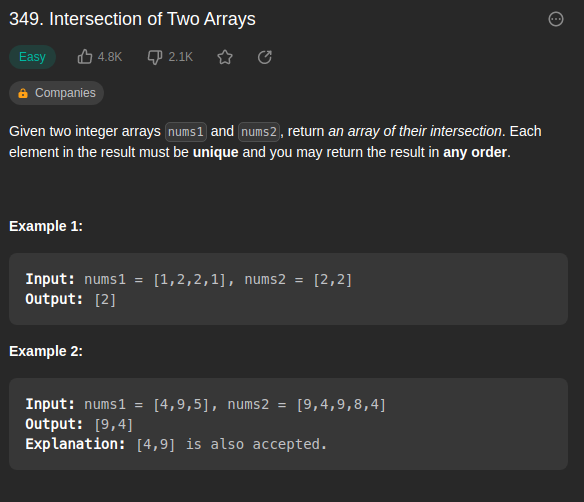 349. Intersection of Two Arrays
Easy 4.8K 2.1K
Companies
Given two integer arrays nums1 and nums2, return an array of their intersection. Each
element in the result must be unique and you may return the result in any order.
Example 1:
Input: nums1 = [1,2,2,1], nums2 = [2,2]
Output: [2]
Example 2:
Input: nums1 = [4,9,5], nums2 = [9,4,9,8,4]
Output: [9,4]
Explanation: [4,9] is also accepted.